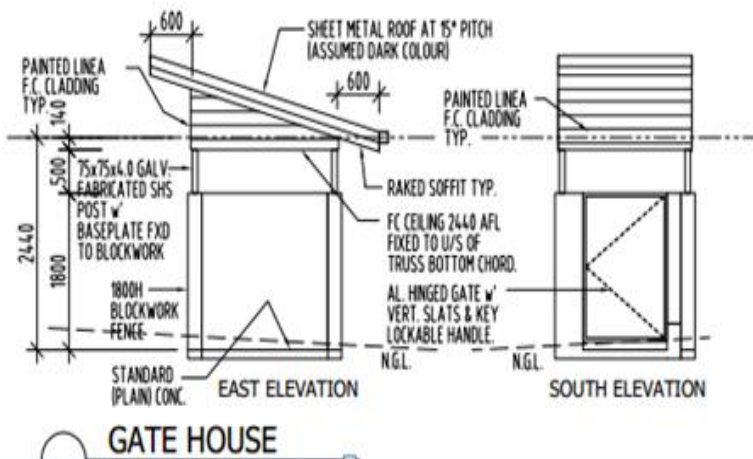 600
SHEET METAL ROOF AT 15° PITCH
(ASSUMED DARK COLOUR)
PAINTED LINEA
F.C. CLADDING
TYP.
600
140
PAINTED LINEA
F.C. CLADDING
TYP.
500
75x75x4.0 GALV.
FABRICATED SHS
POST w'
BASEPLATE FXD
TO BLOCKWORK
RAKED SOFFIT TYP.
FC CEILING 2440 AFL
FIXED TO U/S OF
TRUSS BOTTOM CHORD.
2440
1800
1800H
BLOCKWORK
FENCE
AL. HINGED GATE w'
VERT. SLATS & KEY
LOCKABLE HANDLE.
N.G.L.
N.G.L.
STANDARD
(PLAIN) CONC.
EAST ELEVATION
SOUTH ELEVATION
GATE HOUSE